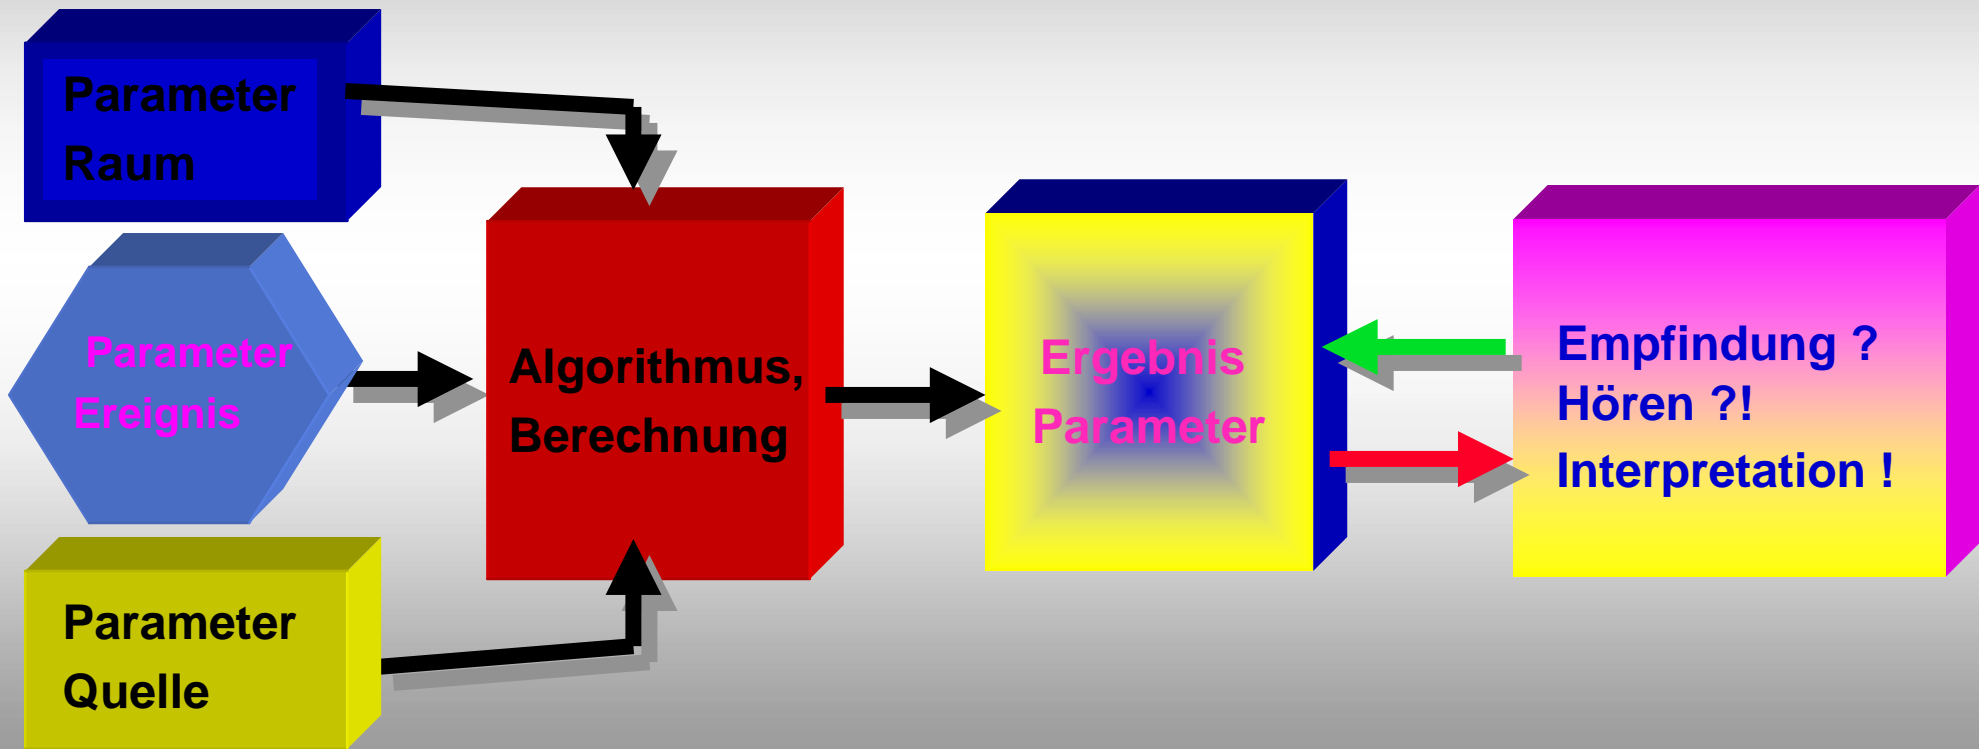 Parameter
Raum
Parameter
Ereignis
Parameter
Quelle
Algorithmus,
Berechnung
Ergebnis
Parameter
Empfindung ?
Hören ?!
Interpretation !